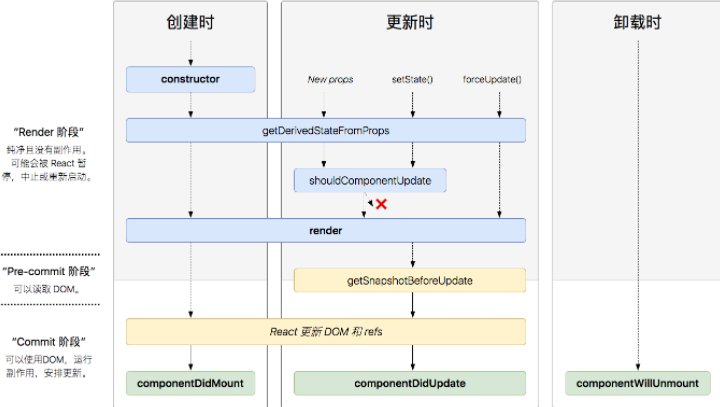 创建时
更新时
卸载时
constructor
New props
setState()
forceUpdate()
“Render 阶段”
纯净且没有副作用。
可能会被 React 暂
停，中止或重新启动。
getDerivedStateFromProps
shouldComponentUpdate
render
“Pre-commit 阶段”
可以读取 DOM。
getSnapshotBeforeUpdate
“Commit 阶段”
可以使用DOM，运行
副作用，安排更新。
React 更新 DOM 和 refs
componentDidMount
componentDidUpdate
componentWillUnmount